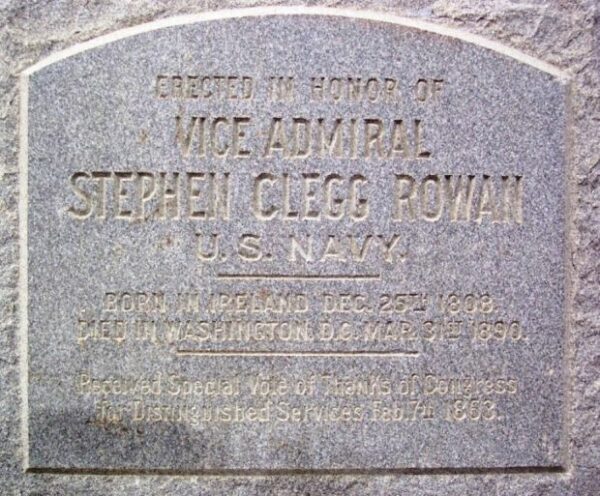 ERECTED IN HONOR OF
VICE ADMIRAL
STEPHEN CLEGG ROWAN
U.S. NAVY.
BORN IN IRELAND DEC. 25TH 1808.
DIED IN WASHINGTON. D.C. MAR. 31ST 1890.
Received Special Vote of Thanks of Congress
for Distinguished Services Feb. 7TH 1863.